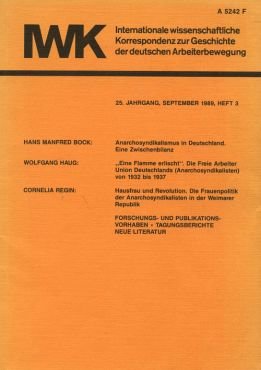 A 5242 F
IWK
Internationale wissenschaftliche
Korrespondenz zur Geschichte
der deutschen Arbeiterbewegung
25. JAHRGANG, SEPTEMBER 1989, HEFT 3
HANS MANFRED BOCK: Anarchosyndikalismus in Deutschland.
Eine Zwischenbilanz
WOLFGANG HAUG: „Eine Flamme erlischt". Die Freie Arbeiter
Union Deutschlands (Anarchosyndikalisten)
von 1932 bis 1937
CORNELIA REGIN: Hausfrau und Revolution. Die Frauenpolitik
der Anarchosyndikalisten in der Weimarer
Republik
FORSCHUNGS- UND PUBLIKATIONS-
VORHABEN - TAGUNGSBERICHTE
NEUE LITERATUR